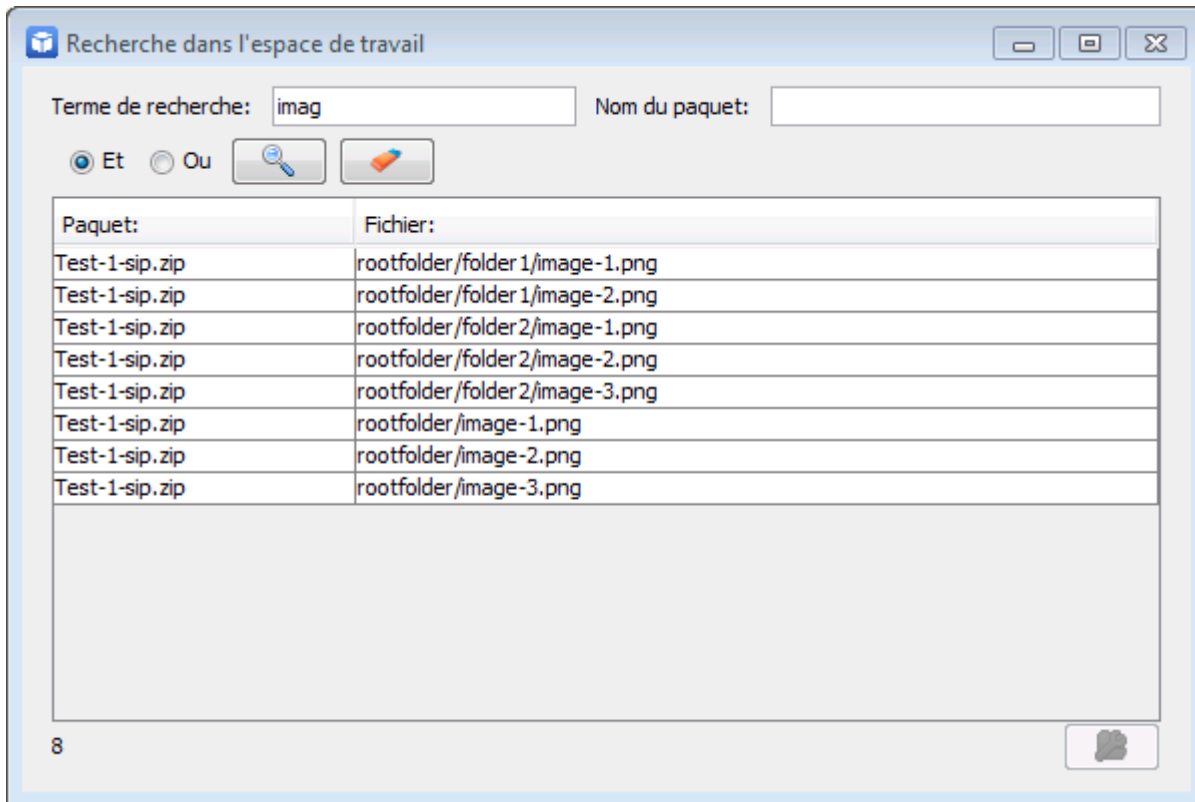 Recherche dans l'espace de travail
Terme de recherche: imag Nom du paquet:
Et Ou
Paquet: Fichier:
Test-1-sip.zip rootfolder/folder1/image-1.png
Test-1-sip.zip rootfolder/folder1/image-2.png
Test-1-sip.zip rootfolder/folder2/image-1.png
Test-1-sip.zip rootfolder/folder2/image-2.png
Test-1-sip.zip rootfolder/folder2/image-3.png
Test-1-sip.zip rootfolder/image-1.png
Test-1-sip.zip rootfolder/image-2.png
Test-1-sip.zip rootfolder/image-3.png
8